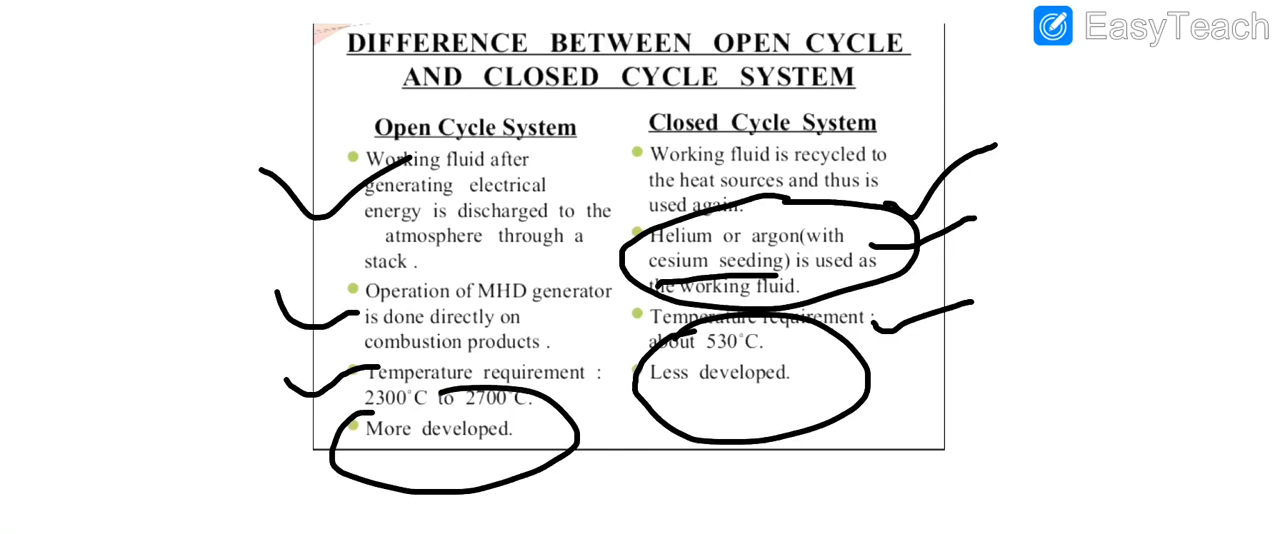 EasyTeach
DIFFERENCE BETWEEN OPEN CYCLE
AND CLOSED CYCLE SYSTEM
Open Cycle System
Working fluid after
generating electrical
energy is discharged to the
atmosphere through a
stack .
Operation of MHD generator
is done directly on
combustion products .
Temperature requirement :
2300°C to 2700°C.
More developed.
Closed Cycle System
Working fluid is recycled to
the heat sources and thus is
used again.
Helium or argon(with
cesium seeding) is used as
the working fluid.
Temperature requirement :
about 530°C.
Less developed.